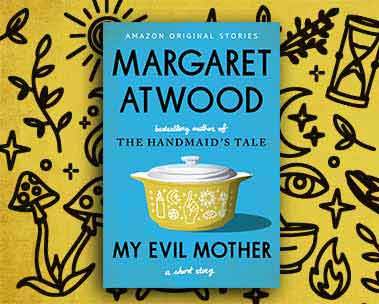 AMAZON ORIGINAL STORIES
MARGARET
ATWOOD
bestselling author of
THE HANDMAID'S TALE
MY EVIL MOTHER
a short story